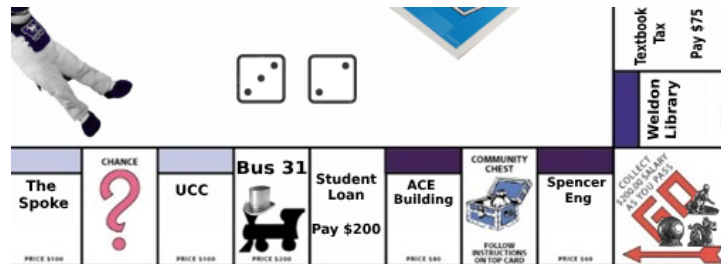 Textbook
Tax
Pay $75
Weldon
Library
The
Spoke
PRICE $100
CHANCE
UCC
PRICE $100
Bus 31
PRICE $200
Student
Loan
Pay $200
ACE
Building
PRICE $80
COMMUNITY
CHEST
FOLLOW
INSTRUCTIONS
ON TOP CARD
Spencer
Eng
PRICE $60
COLLECT
$200.00 SALARY
AS YOU PASS
GO